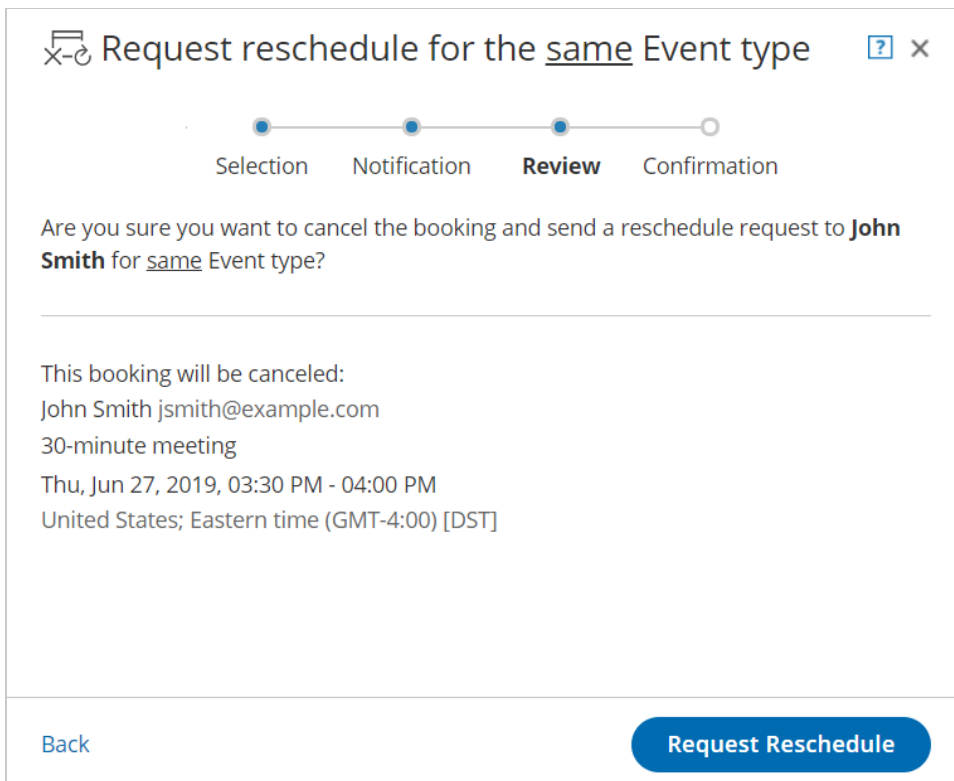 Request reschedule for the same Event type
?
Selection Notification Review Confirmation
Are you sure you want to cancel the booking and send a reschedule request to John
Smith for same Event type?
This booking will be canceled:
John Smith jsmith@example.com
30-minute meeting
Thu, Jun 27, 2019, 03:30 PM - 04:00 PM
United States; Eastern time (GMT-4:00) [DST]
Back Request Reschedule